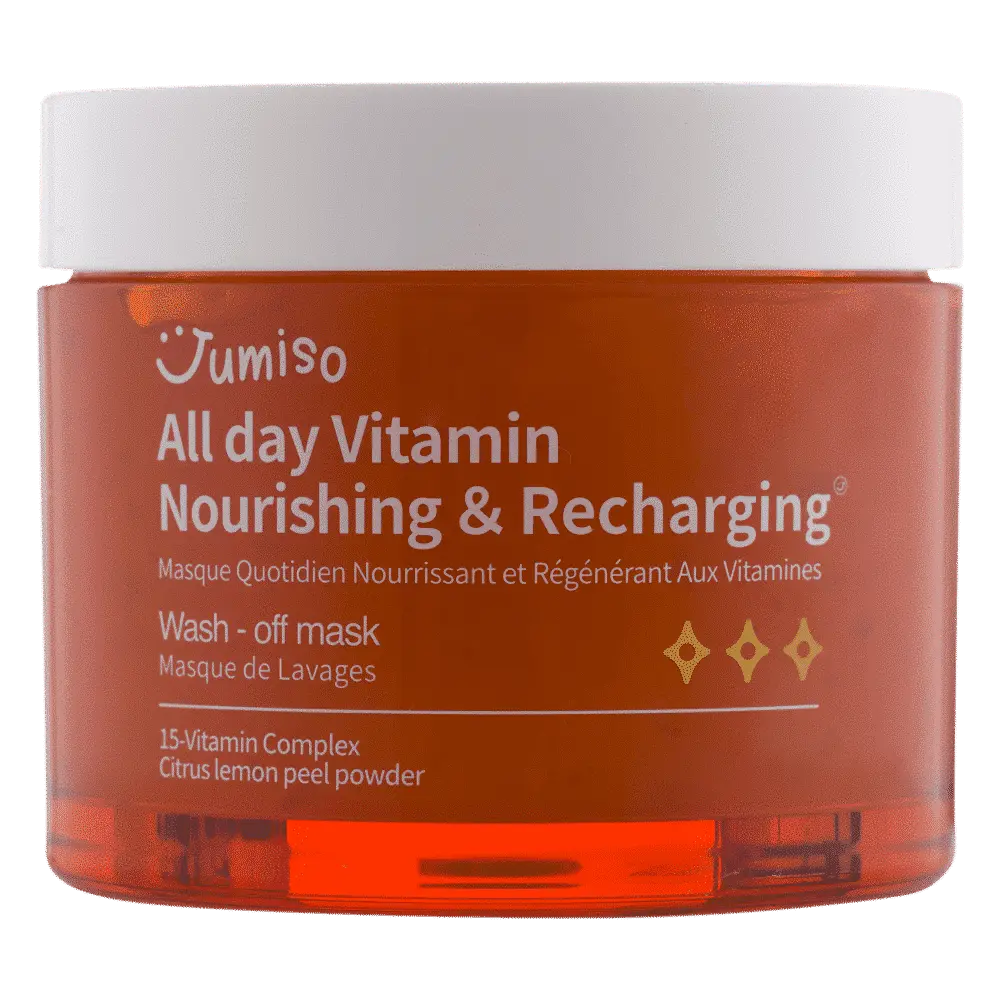 Jumiso
All day Vitamin
Nourishing & Recharging
Masque Quotidien Nourrissant et Régénérant Aux Vitamines
Wash - off mask
Masque de Lavages
15-Vitamin Complex
Citrus lemon peel powder